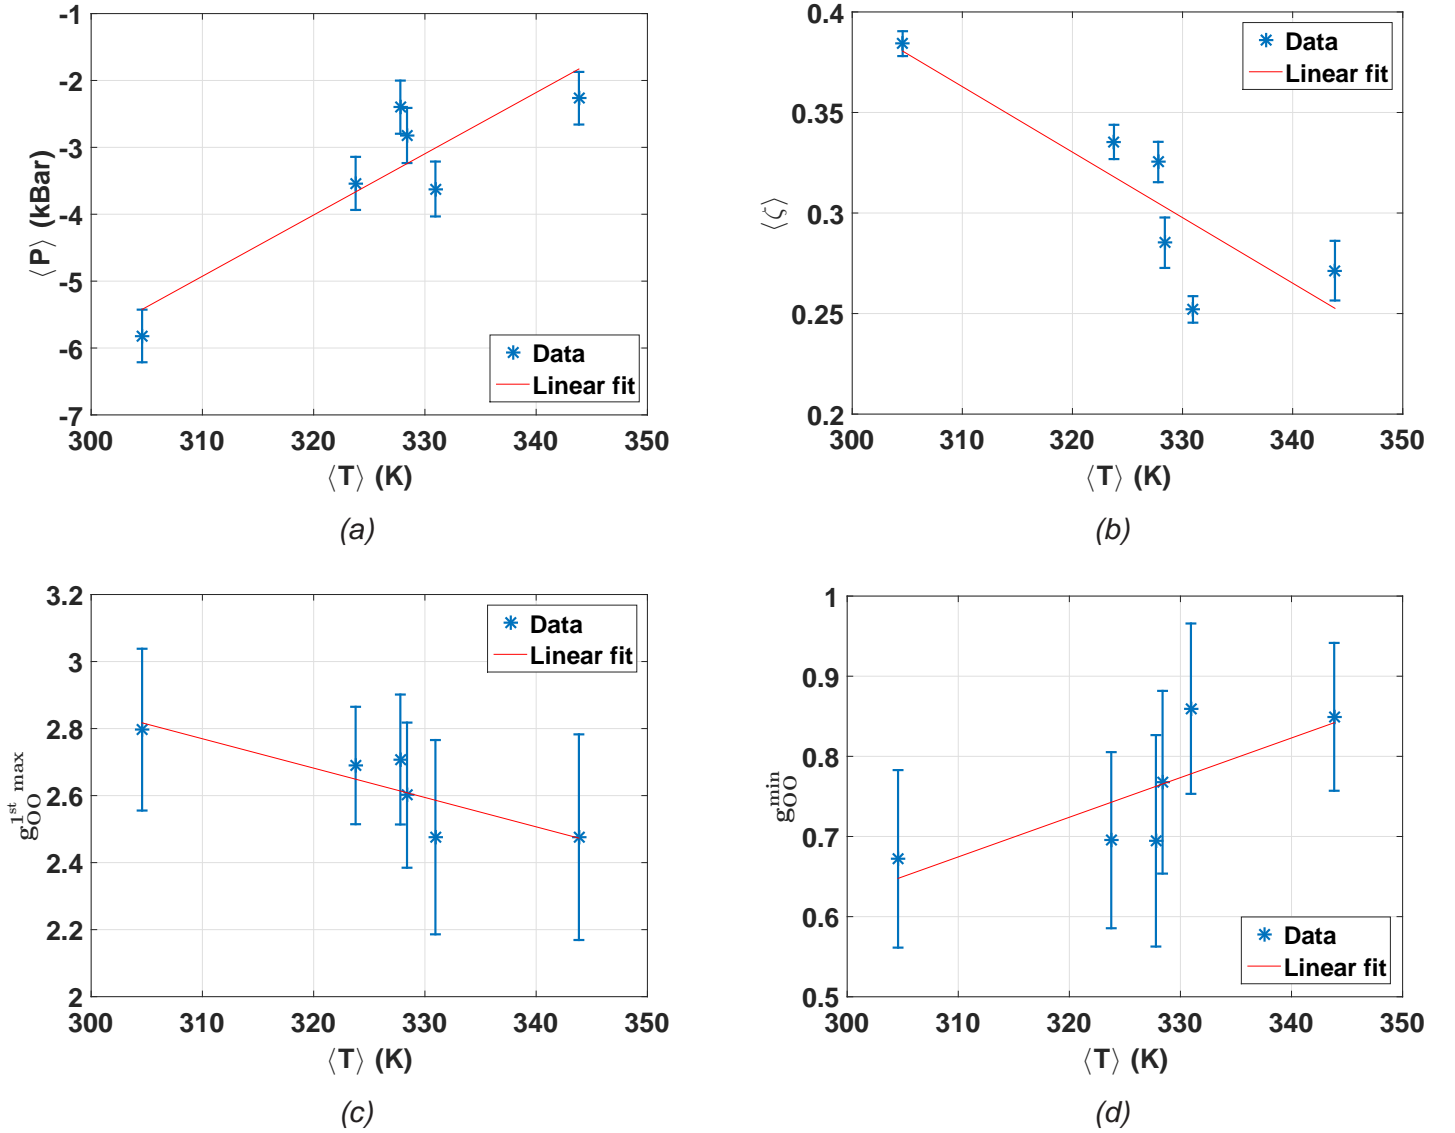 -1
-2
-3
-4
-5
-6
-7
300 310 320 330 340 350
⟨P⟩ (kBar)
⟨T⟩ (K)
Data
Linear fit
(a)
0.4
0.35
0.3
0.25
0.2
300 310 320 330 340 350
⟨ζ⟩
⟨T⟩ (K)
Data
Linear fit
(b)
3.2
3
2.8
2.6
2.4
2.2
2
300 310 320 330 340 350
g_OO^1st max
⟨T⟩ (K)
Data
Linear fit
(c)
1
0.9
0.8
0.7
0.6
0.5
300 310 320 330 340 350
g_OO^min
⟨T⟩ (K)
Data
Linear fit
(d)